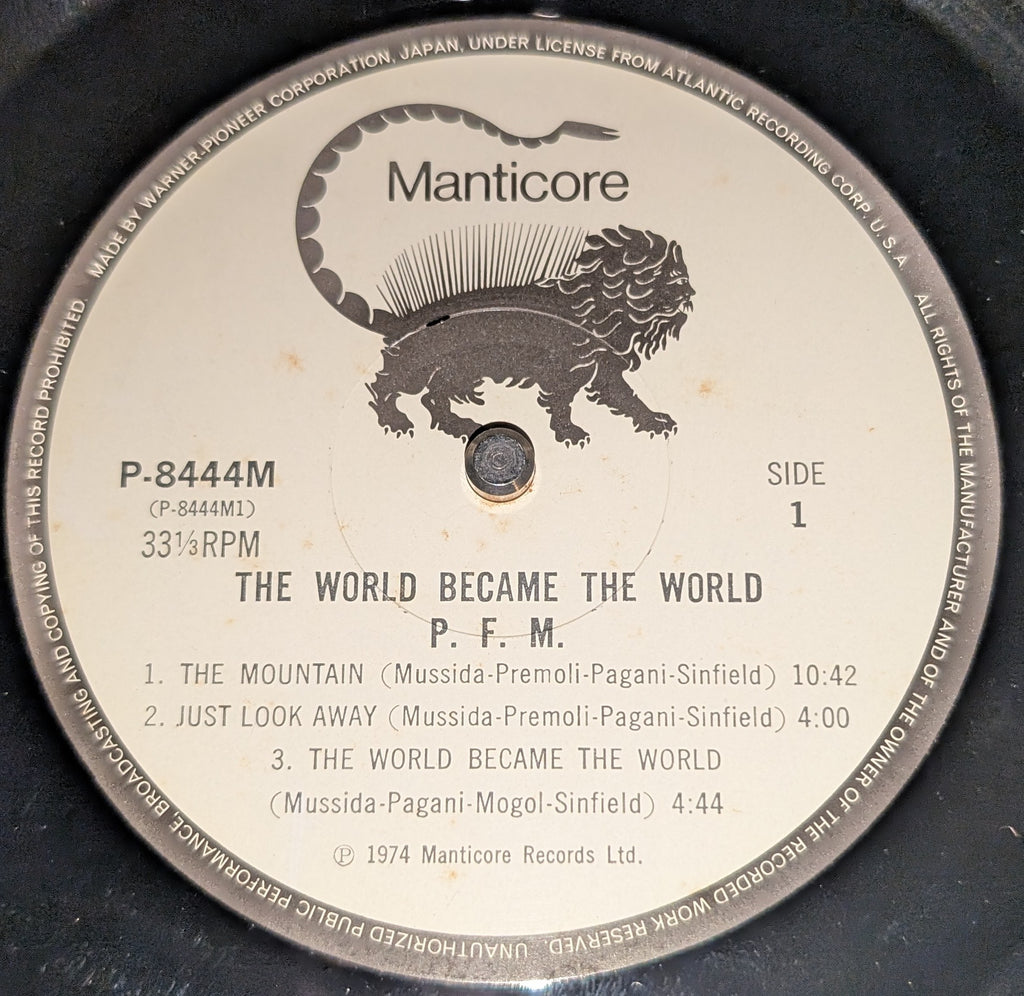 MADE BY WARNER-PIONEER CORPORATION, JAPAN, UNDER LICENSE FROM ATLANTIC RECORDING CORP. U.S.A
ALL RIGHTS OF THE MANUFACTURER AND OF THE OWNER OF THE RECORDED WORK RESERVED. UNAUTHORIZED PUBLIC PERFORMANCE, BROADCASTING AND COPYING OF THIS RECORD PROHIBITED.
Manticore
P-8444M
(P-8444M1)
33⅓RPM
SIDE
1
THE WORLD BECAME THE WORLD
P. F. M.
1. THE MOUNTAIN (Mussida-Premoli-Pagani-Sinfield) 10:42
2. JUST LOOK AWAY (Mussida-Premoli-Pagani-Sinfield) 4:00
3. THE WORLD BECAME THE WORLD
(Mussida-Pagani-Mogol-Sinfield) 4:44
℗ 1974 Manticore Records Ltd.